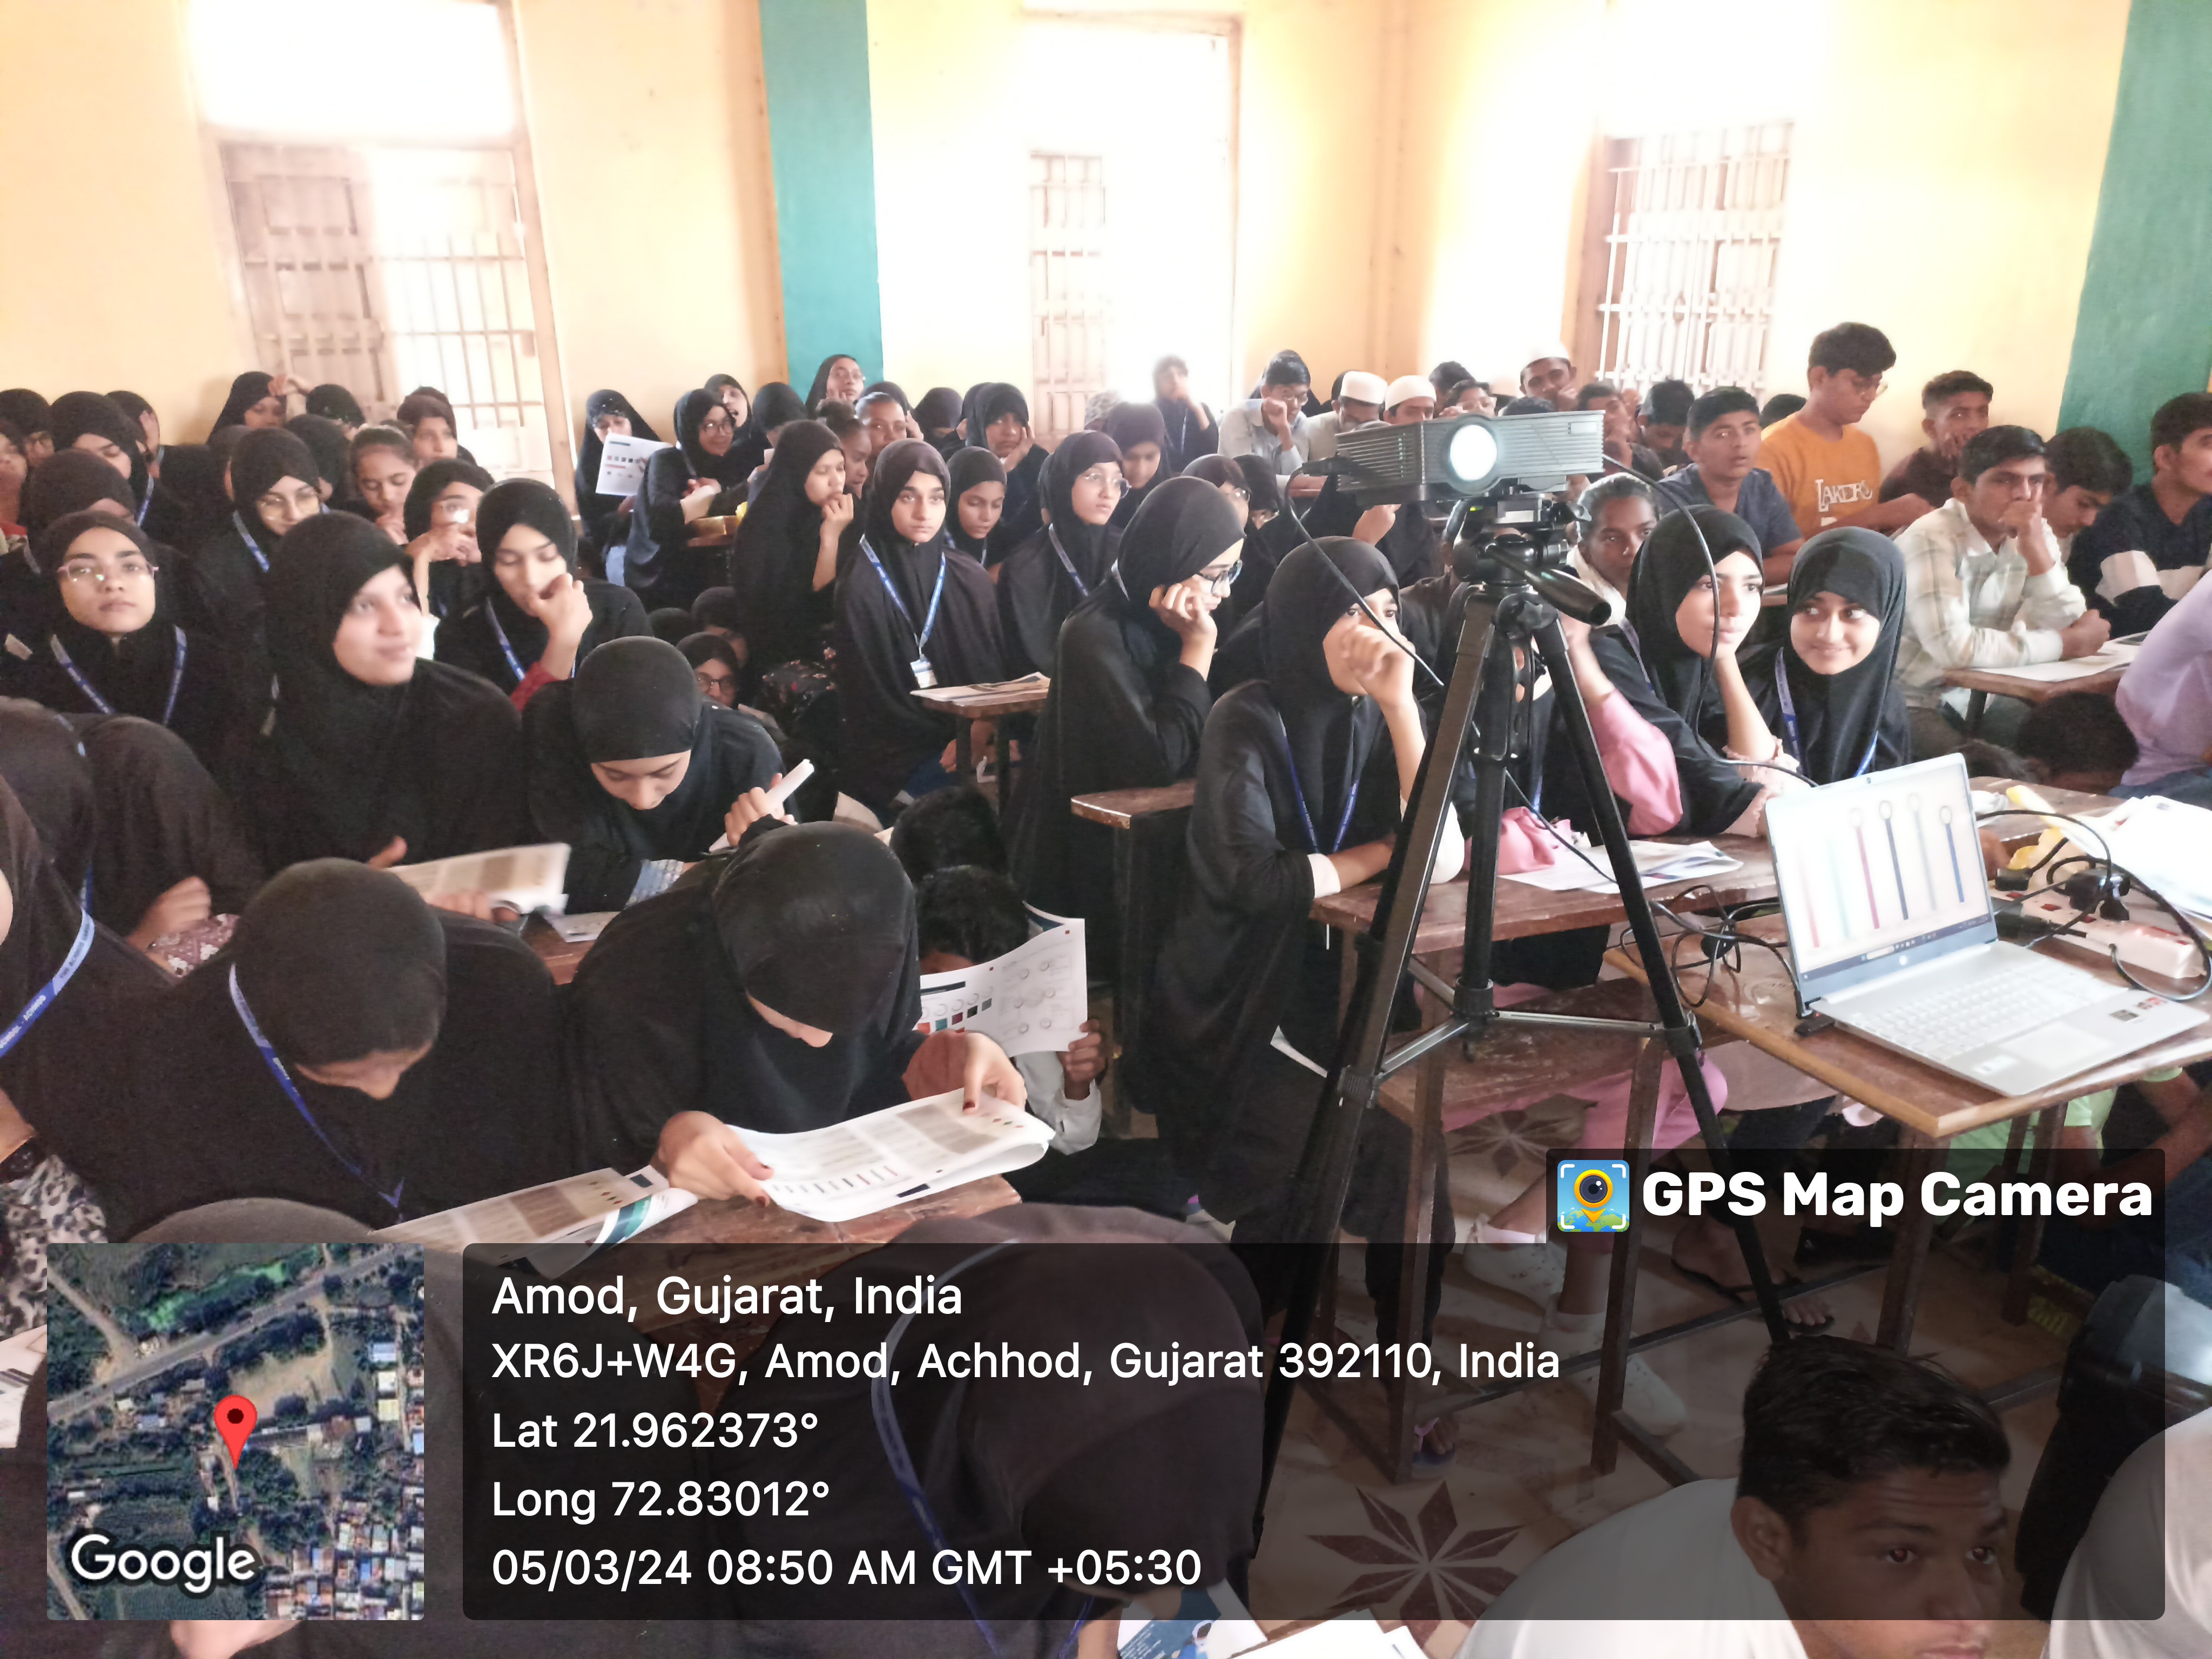 GPS Map Camera
Amod, Gujarat, India
XR6J+W4G, Amod, Achhod, Gujarat 392110, India
Lat 21.962373°
Long 72.83012°
05/03/24 08:50 AM GMT +05:30
Google